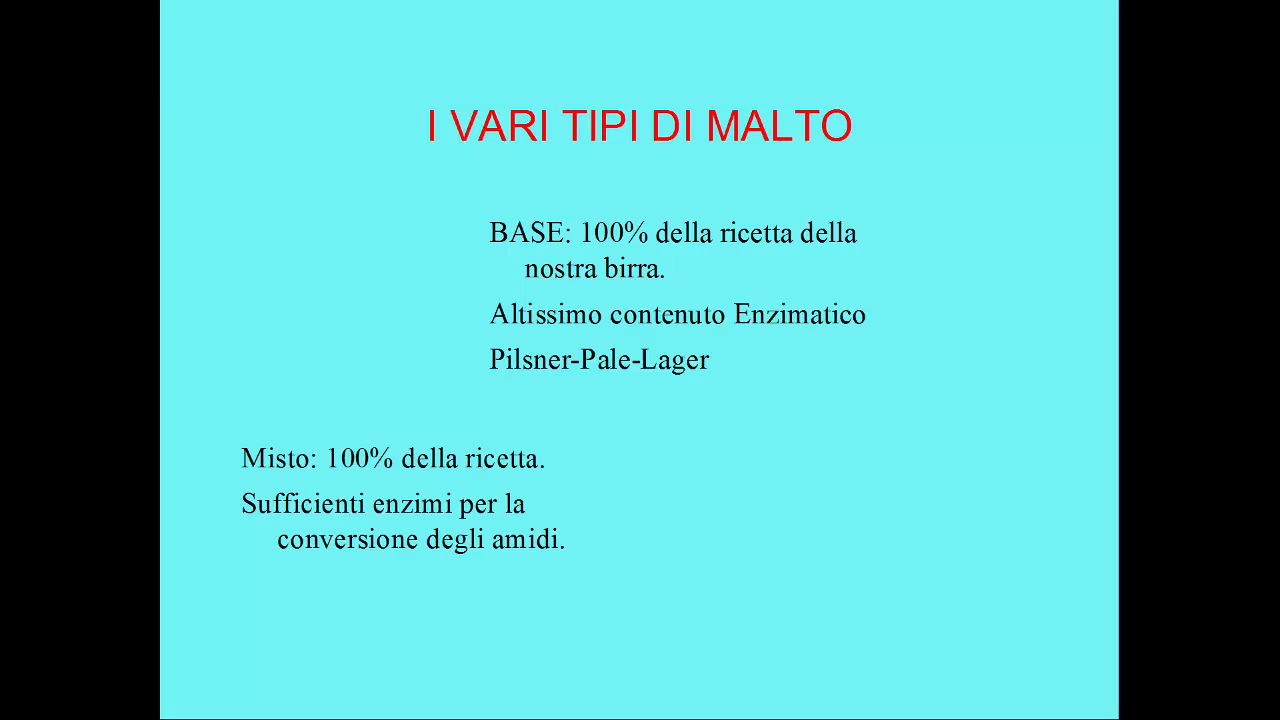 I VARI TIPI DI MALTO
BASE: 100% della ricetta della
nostra birra.
Altissimo contenuto Enzimatico
Pilsner-Pale-Lager
Misto: 100% della ricetta.
Sufficienti enzimi per la
conversione degli amidi.